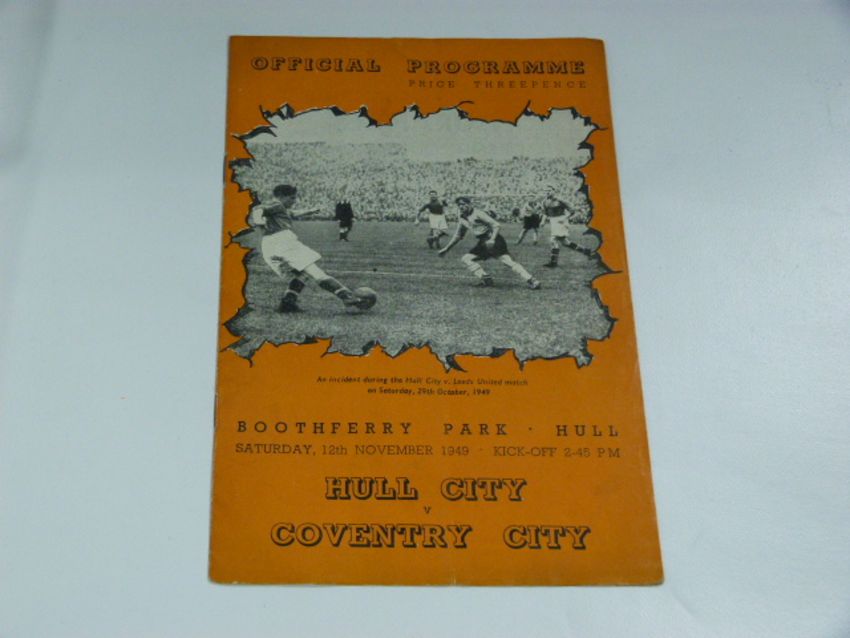 OFFICIAL PROGRAMME
PRICE THREEPENCE
An incident during the Hull City v. Leeds United match
on Saturday, 29th October, 1949
BOOTHFERRY PARK · HULL
SATURDAY, 12th NOVEMBER 1949 · KICK-OFF 2-45 PM
HULL CITY
v
COVENTRY CITY